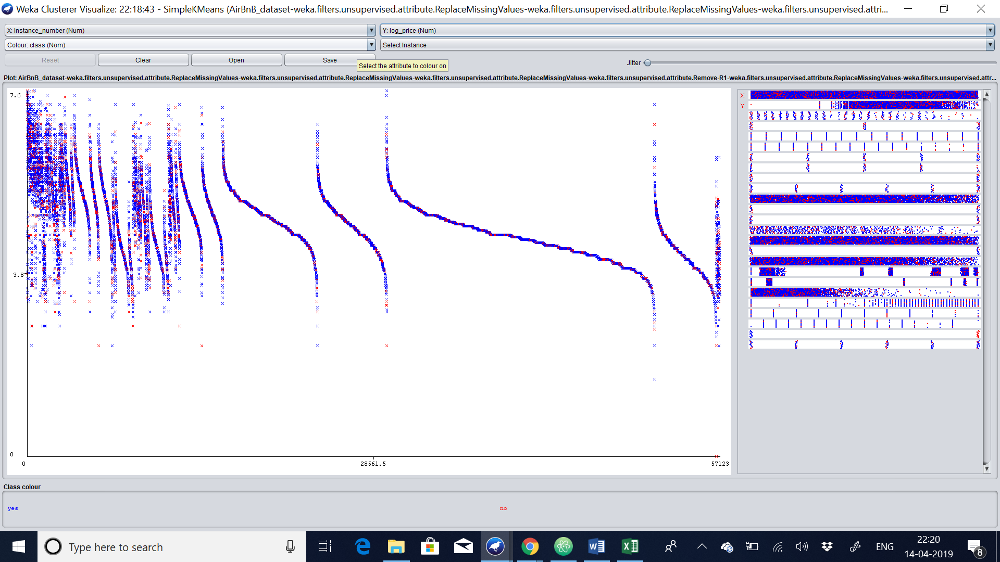 Weka Clusterer Visualize: 22:18:43 - SimpleKMeans (AirBnB_dataset-weka.filters.unsupervised.attribute.ReplaceMissingValues-weka.filters.unsupervised.attribute.ReplaceMissingValues-weka.filters.unsupervised.attri...
X: Instance_number (Num)
Y: log_price (Num)
Colour: class (Nom)
Select Instance
Reset
Clear
Open
Save
Select the attribute to colour on
Jitter
Plot: AirBnB_dataset-weka.filters.unsupervised.attribute.ReplaceMissingValues-weka.filters.unsupervised.attribute.ReplaceMissingValues-weka.filters.unsupervised.attribute.ReplaceMissingValues-weka.filters.unsupervised.attribute.Remove-R1-weka.filters.unsupervised.attribute.ReplaceMissingValues-weka.filters.unsupervised.attr...
7.6
3.8
0
0
28561.5
57123
X
Y
Class colour
yes
no
Type here to search
ENG
22:20
14-04-2019
8